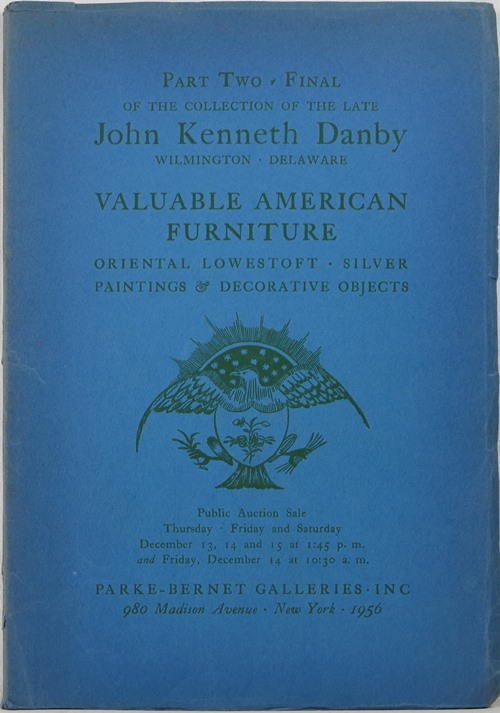 PART TWO · FINAL
OF THE COLLECTION OF THE LATE
John Kenneth Danby
WILMINGTON · DELAWARE
VALUABLE AMERICAN
FURNITURE
ORIENTAL LOWESTOFT · SILVER
PAINTINGS & DECORATIVE OBJECTS
Public Auction Sale
Thursday · Friday and Saturday
December 13, 14 and 15 at 1:45 p. m.
and Friday, December 14 at 10:30 a. m.
PARKE-BERNET GALLERIES · INC
980 Madison Avenue · New York · 1956